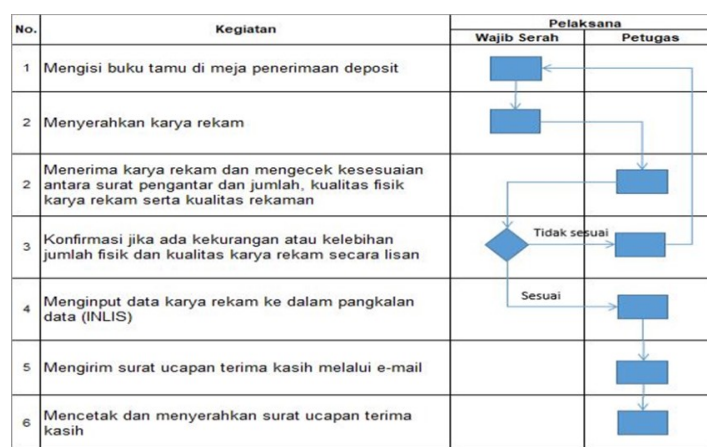 No. Kegiatan Pelaksana
Wajib Serah Petugas
1 Mengisi buku tamu di meja penerimaan deposit
2 Menyerahkan karya rekam
2 Menerima karya rekam dan mengecek kesesuaian
antara surat pengantar dan jumlah, kualitas fisik
karya rekam serta kualitas rekaman
3 Konfirmasi jika ada kekurangan atau kelebihan
jumlah fisik dan kualitas karya rekam secara lisan
Tidak sesuai
4 Menginput data karya rekam ke dalam pangkalan
data (INLIS)
Sesuai
5 Mengirim surat ucapan terima kasih melalui e-mail
6 Mencetak dan menyerahkan surat ucapan terima
kasih